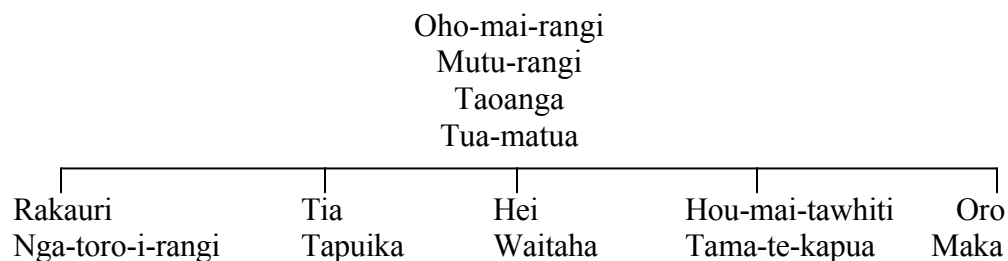 Oho-mai-rangi
Mutu-rangi
Taoanga
Tua-matua
Rakauri Tia Hei Hou-mai-tawhiti Oro
Nga-toro-i-rangi Tapuika Waitaha Tama-te-kapua Maka